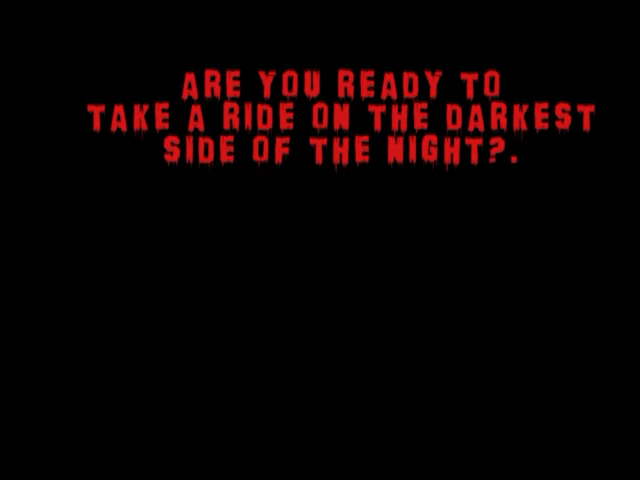 ARE YOU READY TO
TAKE A RIDE ON THE DARKEST
SIDE OF THE NIGHT?.